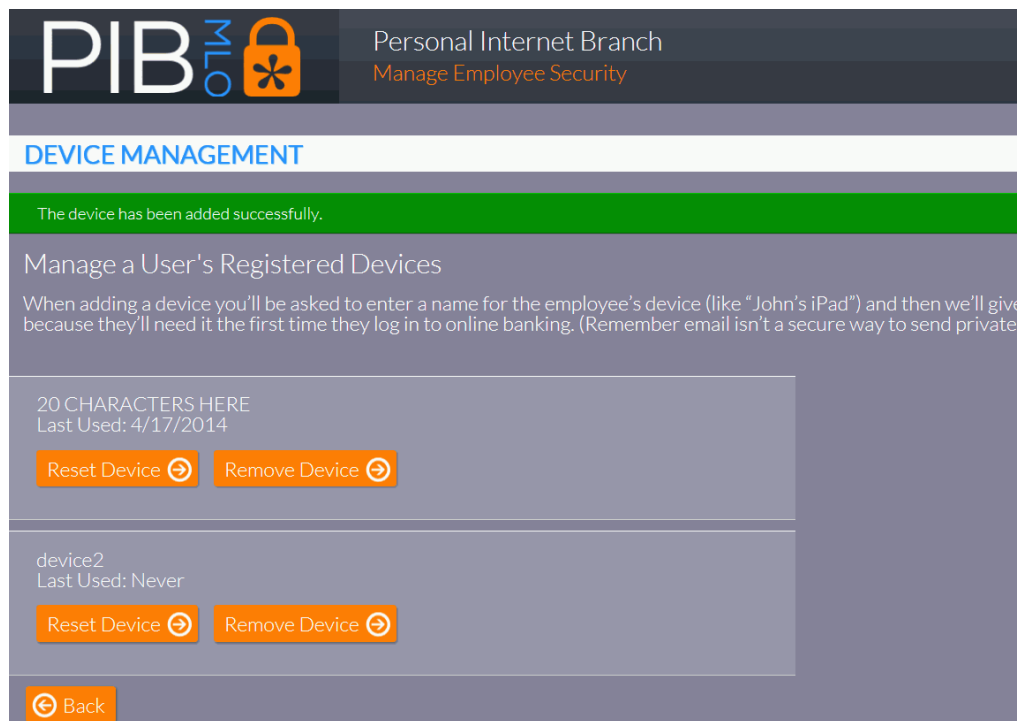 PIB MLO
Personal Internet Branch
Manage Employee Security
DEVICE MANAGEMENT
The device has been added successfully.
Manage a User's Registered Devices
When adding a device you'll be asked to enter a name for the employee's device (like “John's iPad”) and then we'll give
because they'll need it the first time they log in to online banking. (Remember email isn't a secure way to send private
20 CHARACTERS HERE
Last Used: 4/17/2014
Reset Device Remove Device
device2
Last Used: Never
Reset Device Remove Device
Back